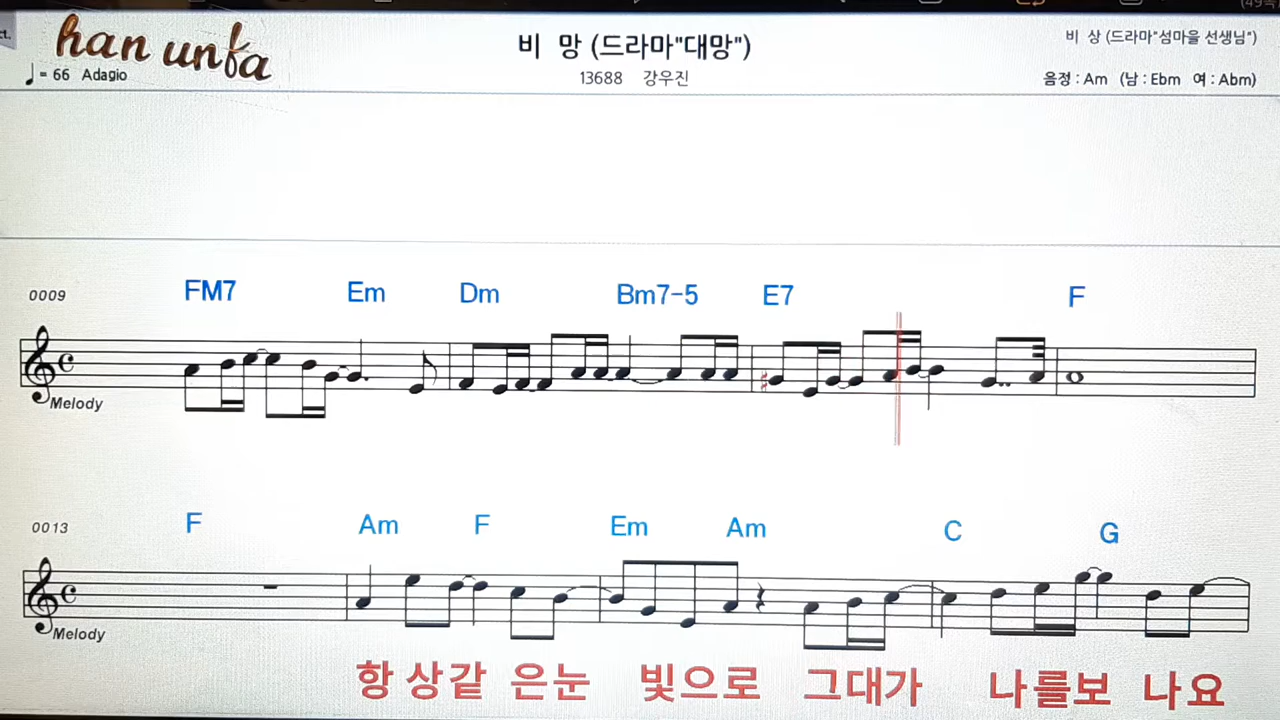 ct.
han unfa
비 망 (드라마"대망")
비 상 (드라마"섬마을 선생님")
= 66 Adagio
13688 강우진
음정 : Am (남 : Ebm 여 : Abm)
0009
FM7 Em Dm Bm7-5 E7 F
Melody
0013
F Am F Em Am C G
Melody
항 상 같 은 눈 빛으로 그대가 나를보 나요